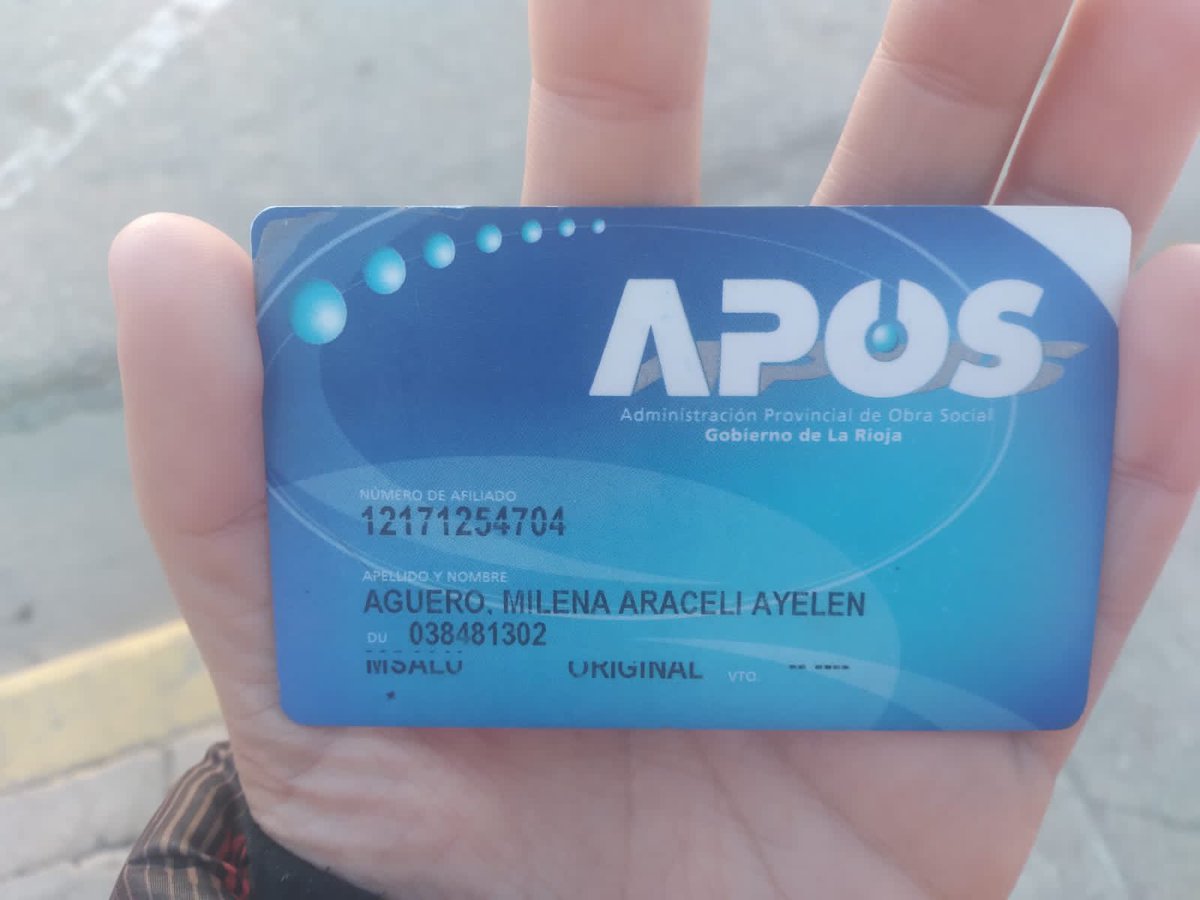 APOS
Administración Provincial de Obra Social
Gobierno de La Rioja
NÚMERO DE AFILIADO
12171254704
APELLIDO Y NOMBRE
AGUERO, MILENA ARACELI AYELEN
DU 038481302
MSALU ORIGINAL VTO.